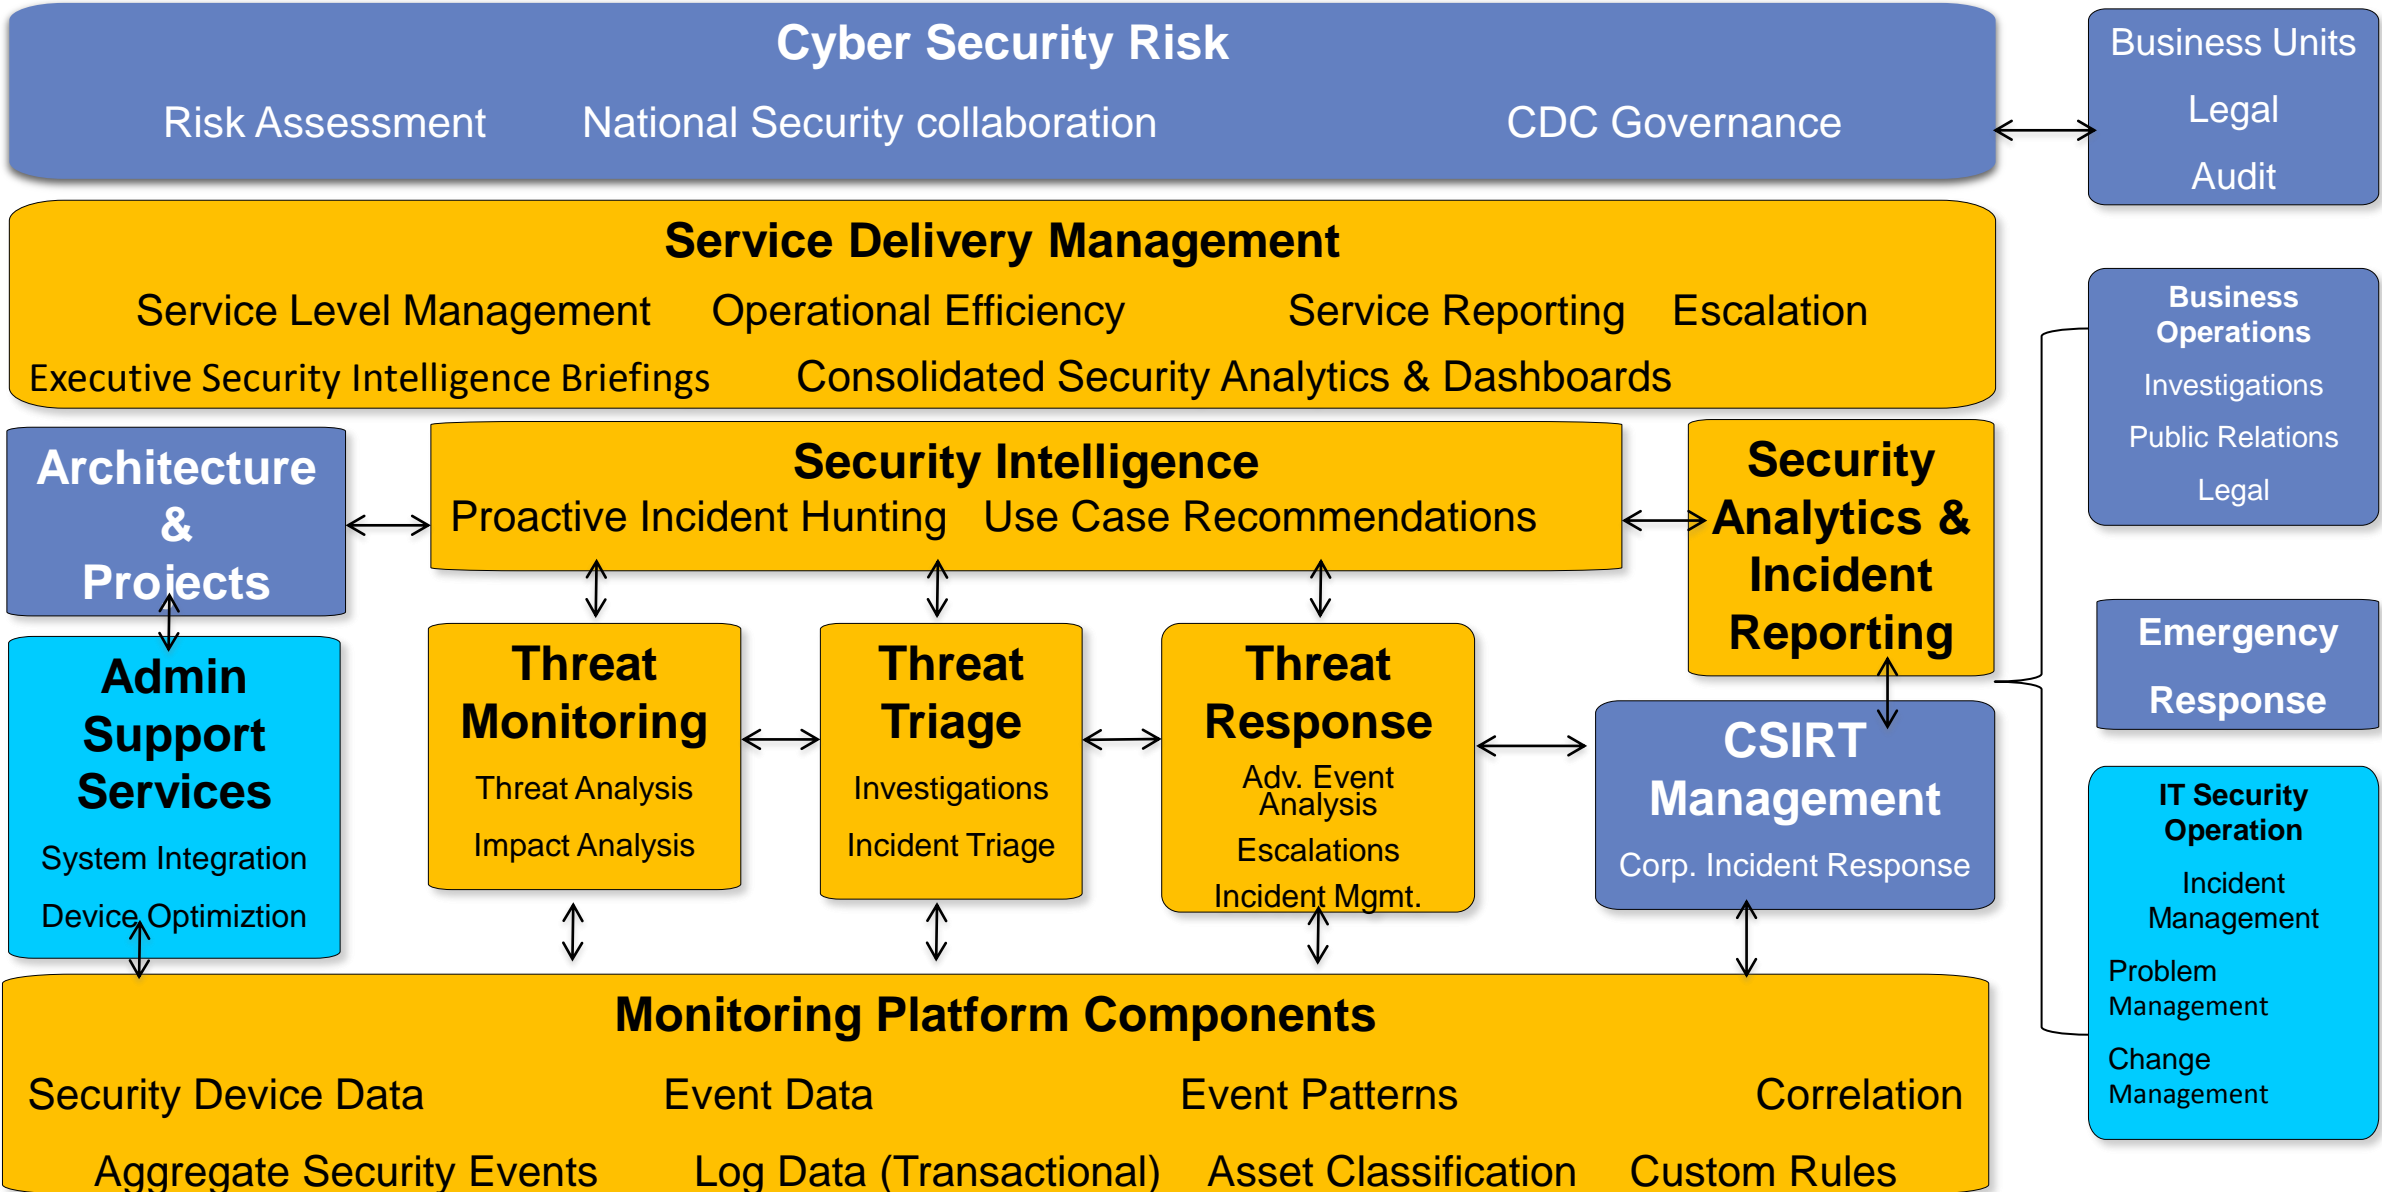 Cyber Security Risk
Risk Assessment National Security collaboration CDC Governance
Business Units
Legal
Audit
Service Delivery Management
Service Level Management Operational Efficiency Service Reporting Escalation
Executive Security Intelligence Briefings Consolidated Security Analytics & Dashboards
Business
Operations
Investigations
Public Relations
Legal
Architecture
&
Projects
Security Intelligence
Proactive Incident Hunting Use Case Recommendations
Security
Analytics &
Incident
Reporting
Emergency
Response
Admin
Support
Services
System Integration
Device Optimiztion
Threat
Monitoring
Threat Analysis
Impact Analysis
Threat
Triage
Investigations
Incident Triage
Threat
Response
Adv. Event
Analysis
Escalations
Incident Mgmt.
CSIRT
Management
Corp. Incident Response
IT Security
Operation
Incident
Management
Problem
Management
Change
Management
Monitoring Platform Components
Security Device Data Event Data Event Patterns Correlation
Aggregate Security Events Log Data (Transactional) Asset Classification Custom Rules